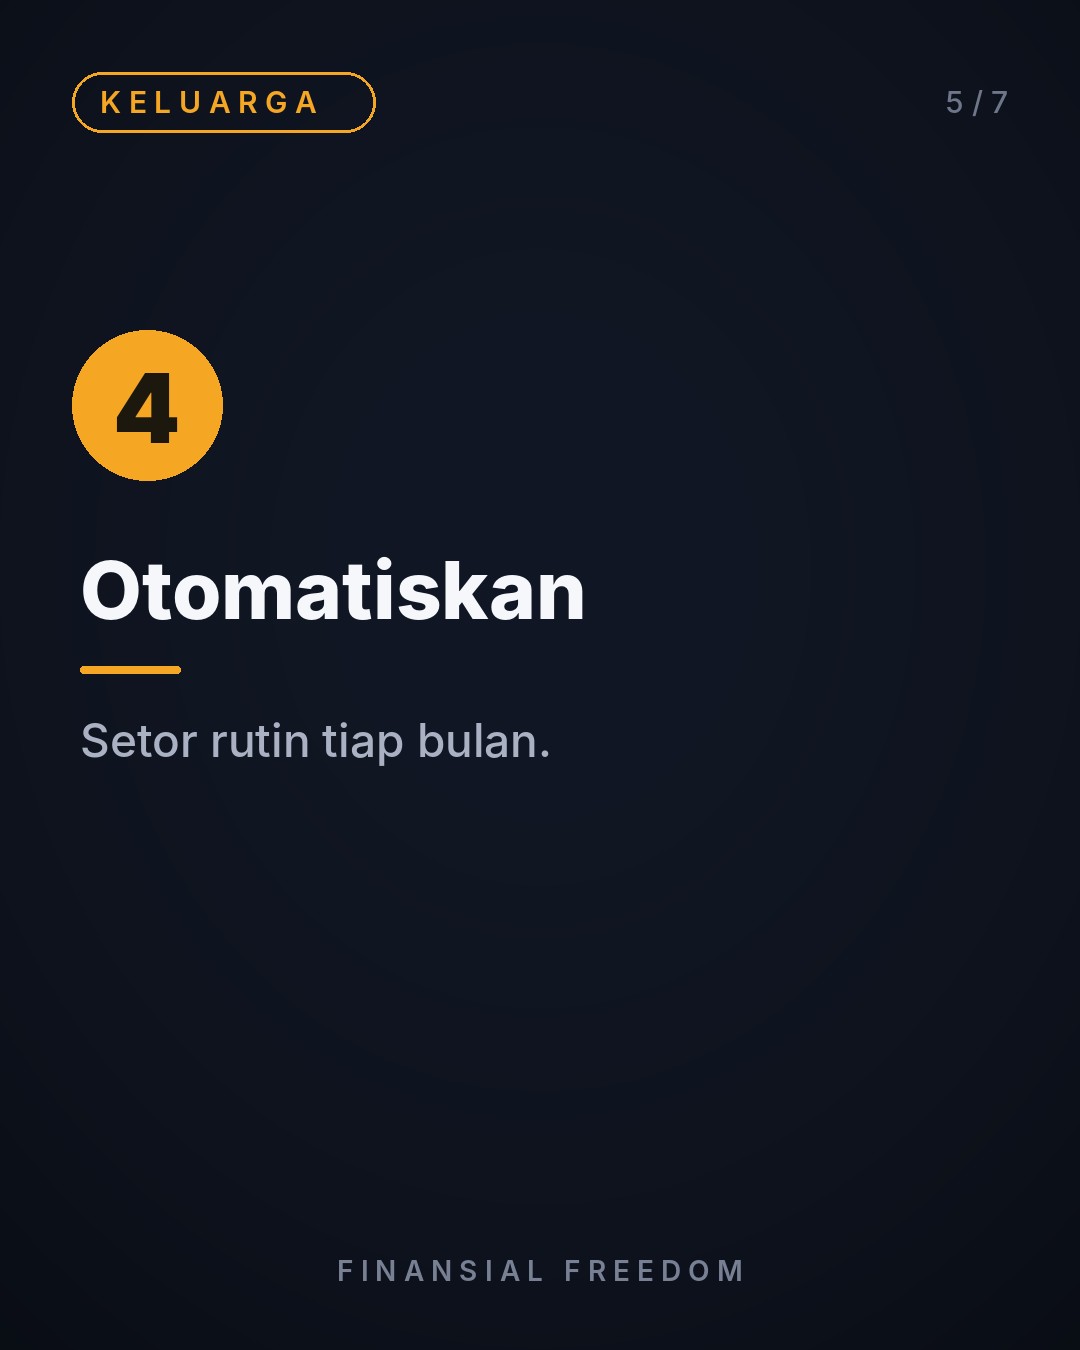 KELUARGA
5 / 7
4
Otomatiskan
Setor rutin tiap bulan.
FINANSIAL FREEDOM